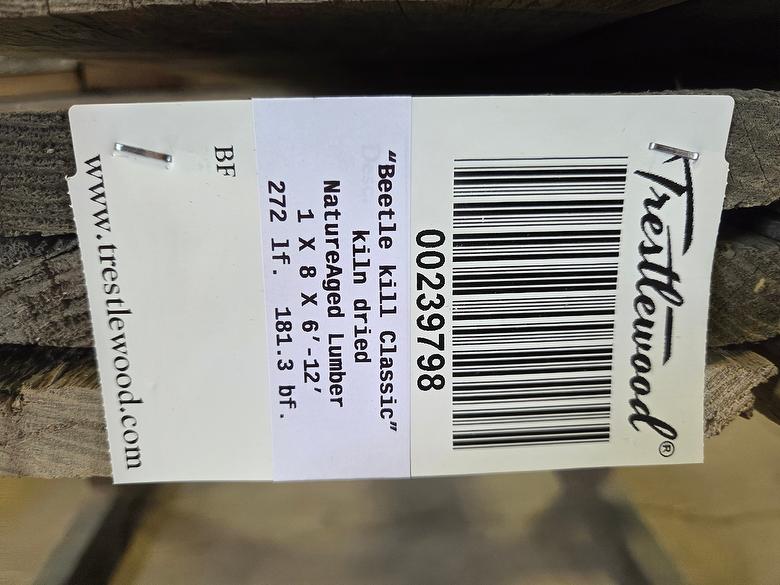 Trestlewood®
00239798
"Beetle kill Classic"
kiln dried
NatureAged Lumber
1 X 8 X 6'-12'
272 lf. 181.3 bf.
BF
www.trestlewood.com